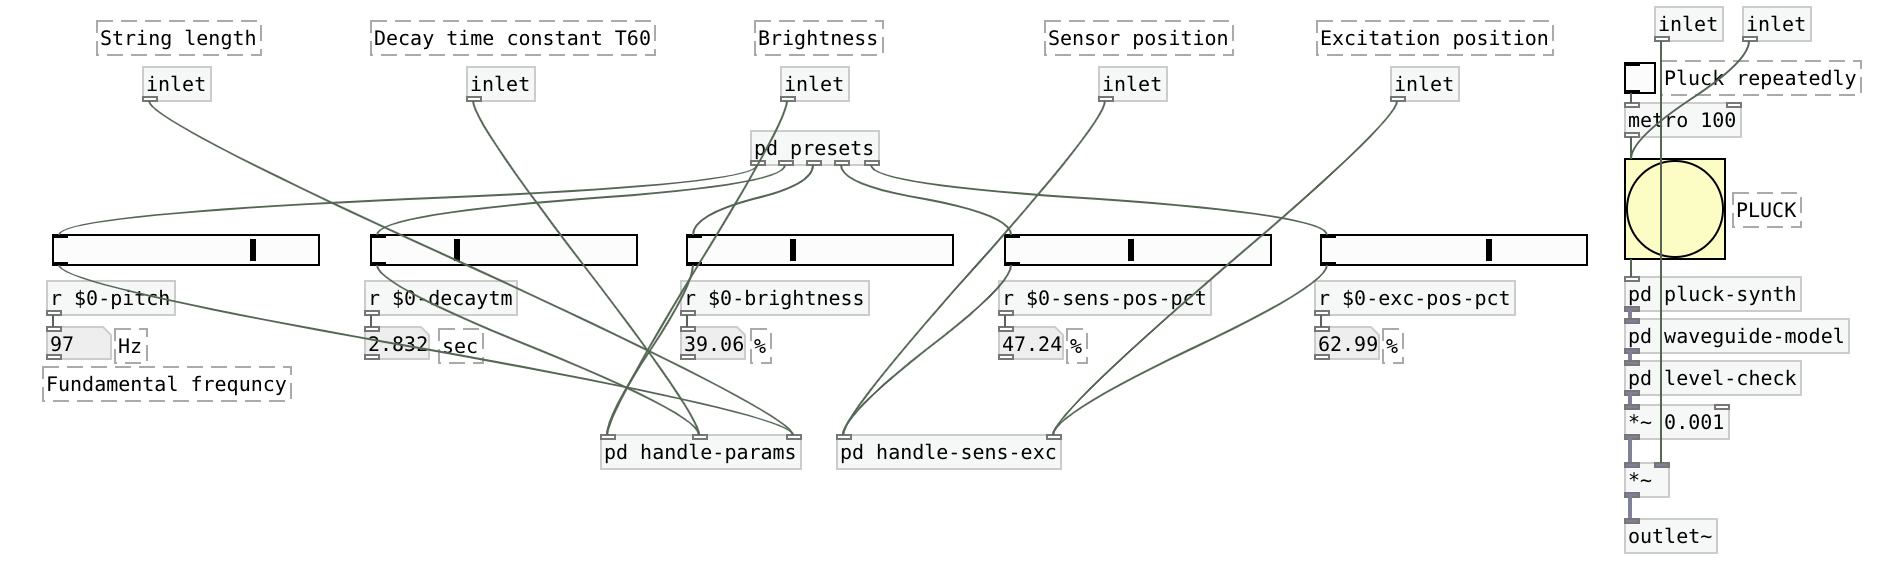 String length
Decay time constant T60
Brightness
Sensor position
Excitation position
inlet
inlet
inlet
inlet
inlet
inlet
inlet
Pluck repeatedly
metro 100
pd presets
PLUCK
r $0-pitch
r $0-decaytm
r $0-brightness
r $0-sens-pos-pct
r $0-exc-pos-pct
97
Hz
2.832
sec
39.06
%
47.24
%
62.99
%
Fundamental frequncy
pd handle-params
pd handle-sens-exc
pd pluck-synth
pd waveguide-model
pd level-check
*~ 0.001
*~
outlet~